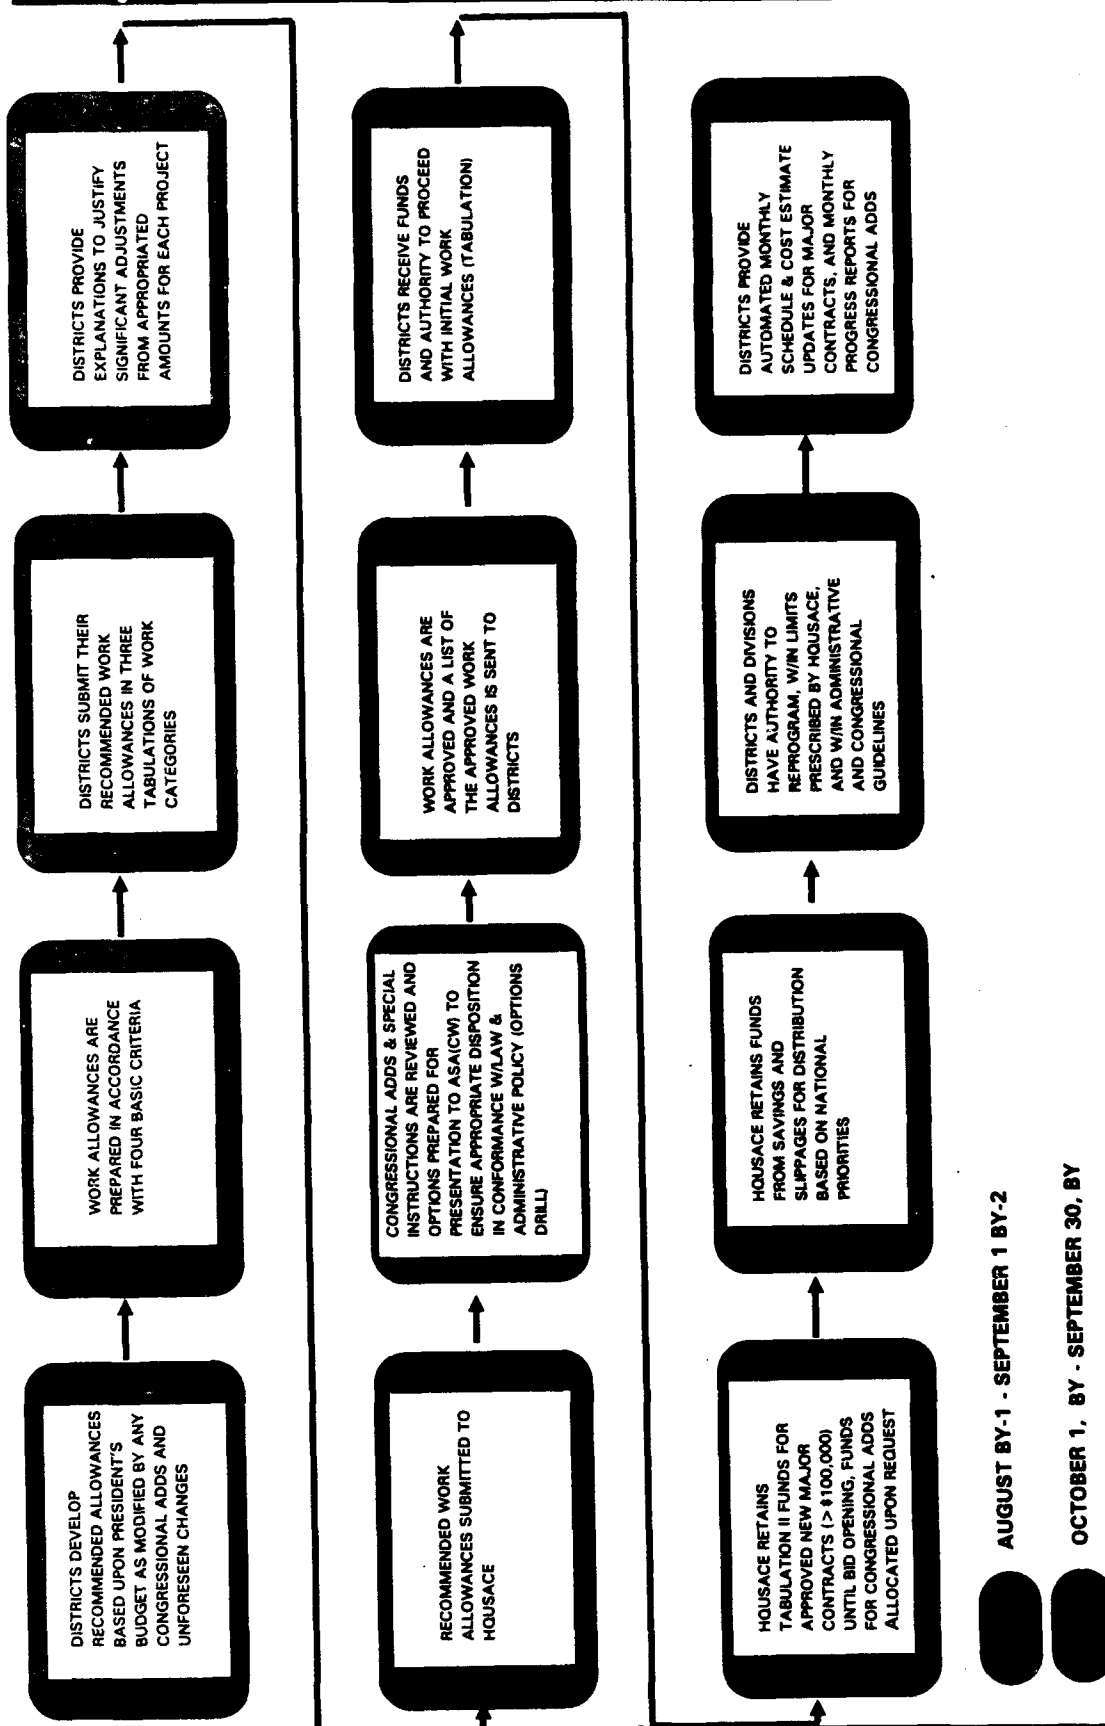 DISTRICTS DEVELOP
RECOMMENDED ALLOWANCES
BASED UPON PRESIDENT'S
BUDGET AS MODIFIED BY ANY
CONGRESSIONAL ADDS AND
UNFORESEEN CHANGES
WORK ALLOWANCES ARE
PREPARED IN ACCORDANCE
WITH FOUR BASIC CRITERIA
DISTRICTS SUBMIT THEIR
RECOMMENDED WORK
ALLOWANCES IN THREE
TABULATIONS OF WORK
CATEGORIES
DISTRICTS PROVIDE
EXPLANATIONS TO JUSTIFY
SIGNIFICANT ADJUSTMENTS
FROM APPROPRIATED
AMOUNTS FOR EACH PROJECT
RECOMMENDED WORK
ALLOWANCES SUBMITTED TO
HQUSACE
CONGRESSIONAL ADDS & SPECIAL
INSTRUCTIONS ARE REVIEWED AND
OPTIONS PREPARED FOR
PRESENTATION TO ASA(CW) TO
ENSURE APPROPRIATE DISPOSITION
IN CONFORMANCE W/LAW &
ADMINISTRATIVE POLICY (OPTIONS
DRILL)
WORK ALLOWANCES ARE
APPROVED AND A LIST OF
THE APPROVED WORK
ALLOWANCES IS SENT TO
DISTRICTS
DISTRICTS RECEIVE FUNDS
AND AUTHORITY TO PROCEED
WITH INITIAL WORK
ALLOWANCES (TABULATION)
HQUSACE RETAINS
TABULATION II FUNDS FOR
APPROVED NEW MAJOR
CONTRACTS (> $100,000)
UNTIL BID OPENING, FUNDS
FOR CONGRESSIONAL ADDS
ALLOCATED UPON REQUEST
HQUSACE RETAINS FUNDS
FROM SAVINGS AND
SLIPPAGES FOR DISTRIBUTION
BASED ON NATIONAL
PRIORITIES
DISTRICTS AND DIVISIONS
HAVE AUTHORITY TO
REPROGRAM, W/IN LIMITS
PRESCRIBED BY HQUSACE,
AND W/IN ADMINISTRATIVE
AND CONGRESSIONAL
GUIDELINES
DISTRICTS PROVIDE
AUTOMATED MONTHLY
SCHEDULE & COST ESTIMATE
UPDATES FOR MAJOR
CONTRACTS, AND MONTHLY
PROGRESS REPORTS FOR
CONGRESSIONAL ADDS
AUGUST BY-1 - SEPTEMBER 1 BY-2
OCTOBER 1, BY - SEPTEMBER 30, BY